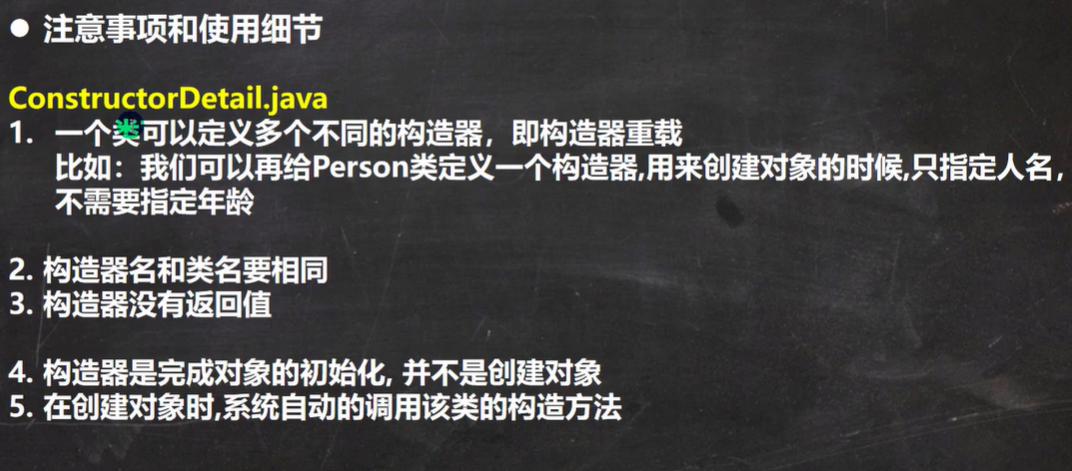 ● 注意事项和使用细节
ConstructorDetail.java
1. 一个类可以定义多个不同的构造器，即构造器重载
比如：我们可以再给Person类定义一个构造器,用来创建对象的时候,只指定人名，
不需要指定年龄
2. 构造器名和类名要相同
3. 构造器没有返回值
4. 构造器是完成对象的初始化, 并不是创建对象
5. 在创建对象时,系统自动的调用该类的构造方法